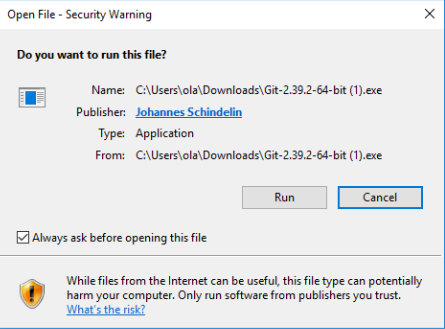 Open File - Security Warning
Do you want to run this file?
Name: C:\Users\ola\Downloads\Git-2.39.2-64-bit (1).exe
Publisher: Johannes Schindelin
Type: Application
From: C:\Users\ola\Downloads\Git-2.39.2-64-bit (1).exe
Run Cancel
Always ask before opening this file
While files from the Internet can be useful, this file type can potentially
harm your computer. Only run software from publishers you trust.
What's the risk?